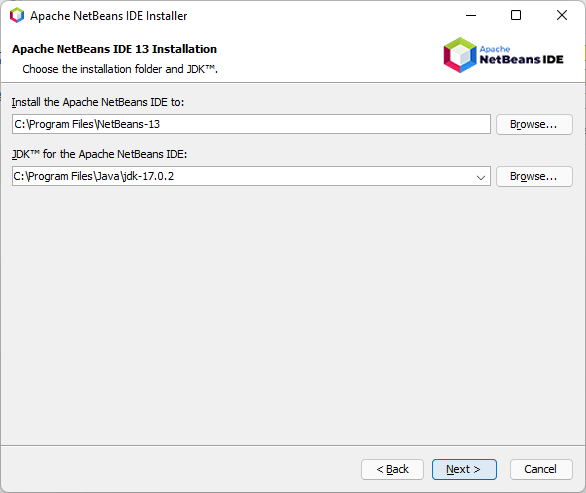 Apache NetBeans IDE Installer
Apache NetBeans IDE 13 Installation
Choose the installation folder and JDK™.
Apache
NetBeans IDE
Install the Apache NetBeans IDE to:
C:\Program Files\NetBeans-13
Browse...
JDK™ for the Apache NetBeans IDE:
C:\Program Files\Java\jdk-17.0.2
Browse...
< Back
Next >
Cancel